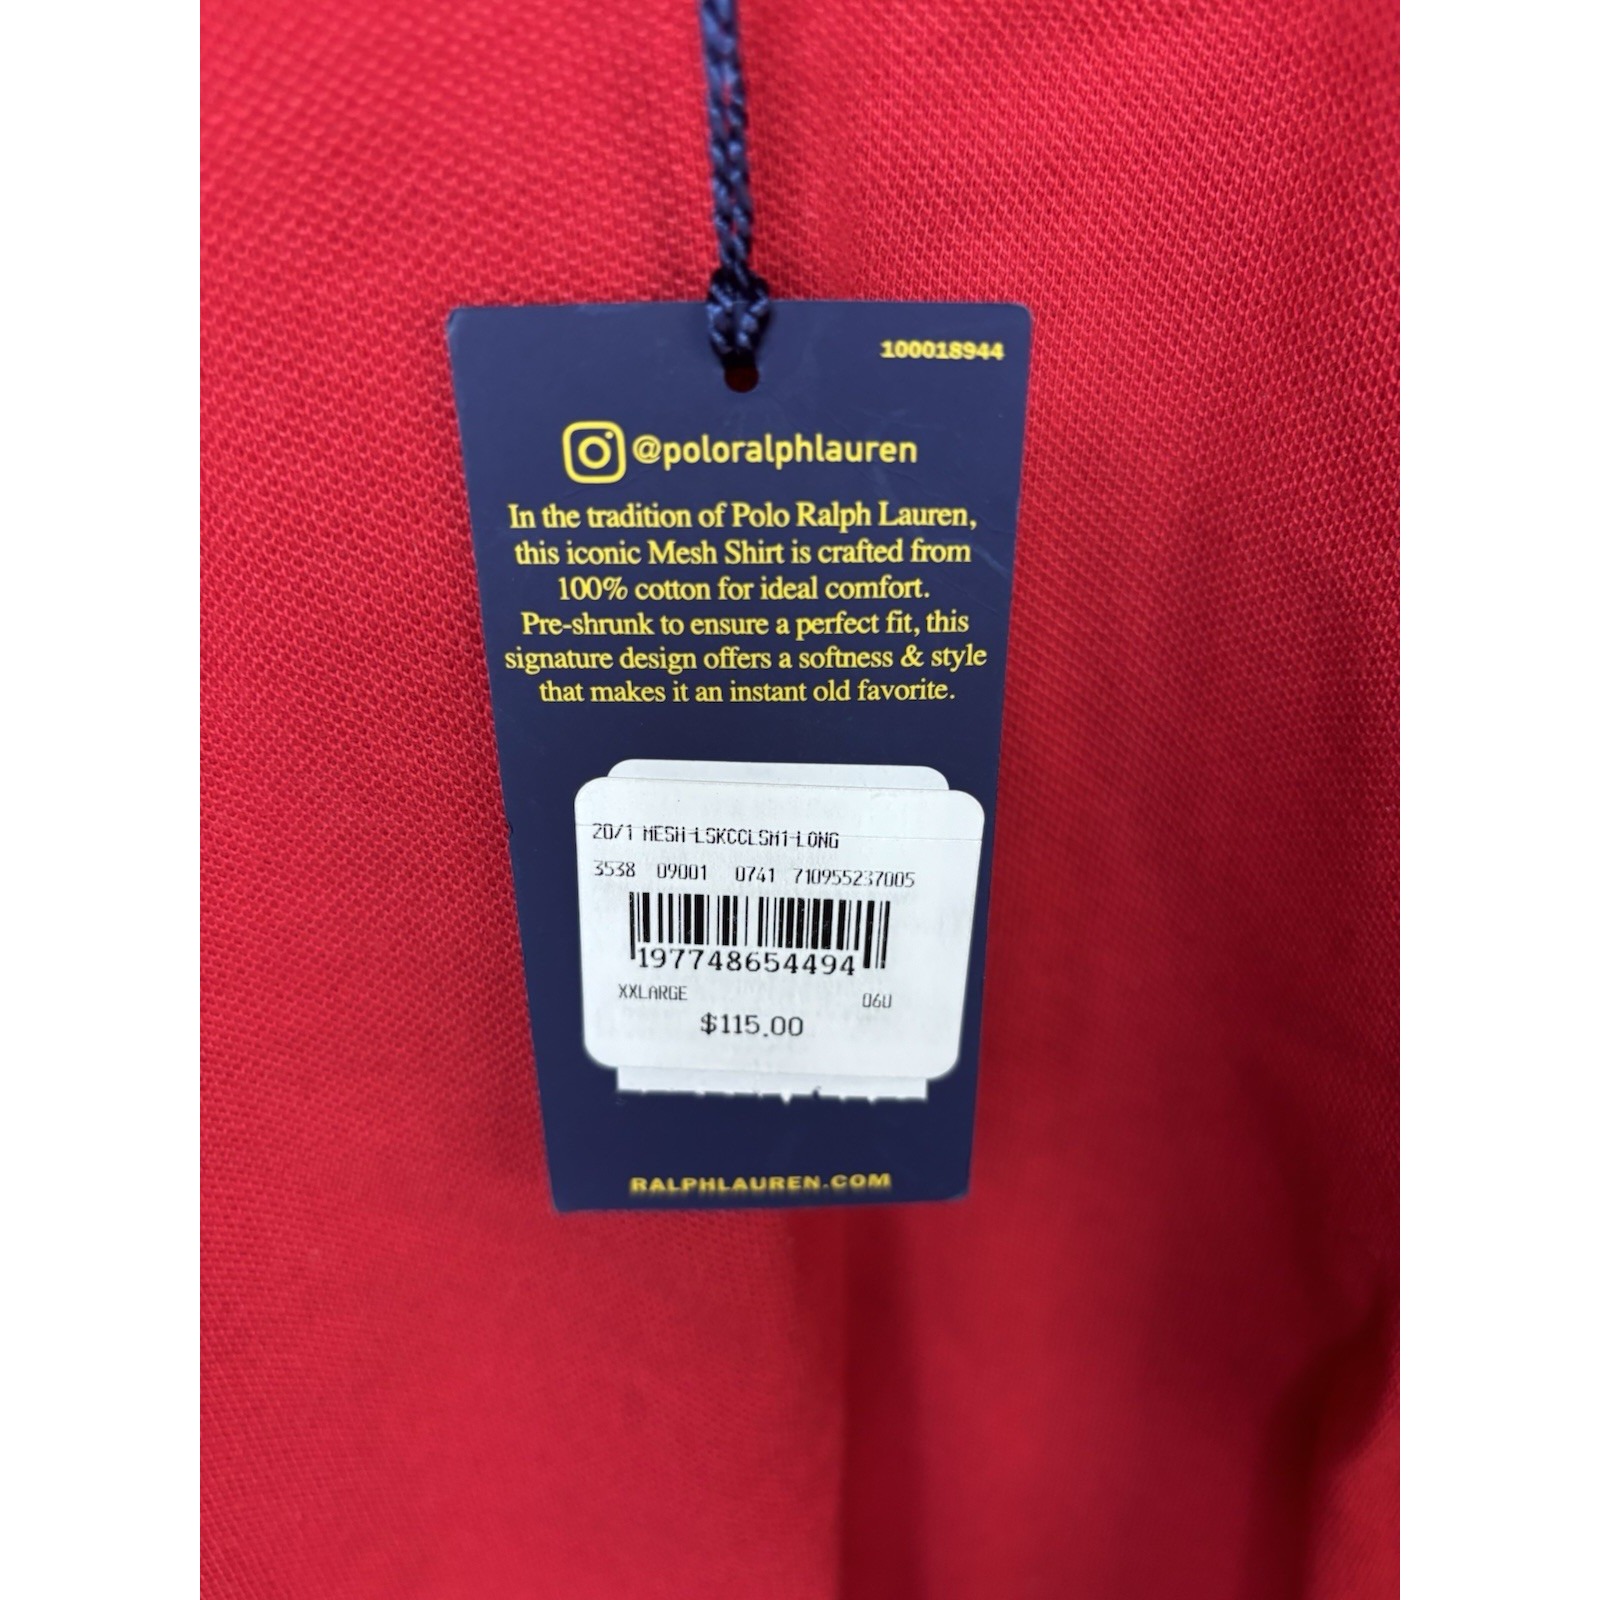 100018944
@poloralphlauren
In the tradition of Polo Ralph Lauren,
this iconic Mesh Shirt is crafted from
100% cotton for ideal comfort.
Pre-shrunk to ensure a perfect fit, this
signature design offers a softness & style
that makes it an instant old favorite.
20/1 MESH-LSKCCLSM1-LONG
3538 09001 0741 710955237005
197748654494
XXLARGE 06U
$115.00
RALPHLAUREN.COM